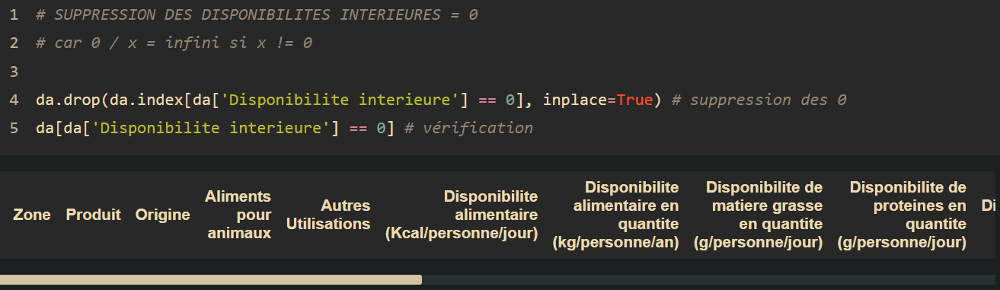 1 # SUPPRESSION DES DISPONIBILITES INTERIEURES = 0
2 # car 0 / x = infini si x != 0
3
4 da.drop(da.index[da['Disponibilite interieure'] == 0], inplace=True) # suppression des 0
5 da[da['Disponibilite interieure'] == 0] # vérification
Zone
Produit
Origine
Aliments
pour
animaux
Autres
Utilisations
Disponibilite
alimentaire
(Kcal/personne/jour)
Disponibilite
alimentaire en
quantite
(kg/personne/an)
Disponibilite de
matiere grasse
en quantite
(g/personne/jour)
Disponibilite de
proteines en
quantite
(g/personne/jour)